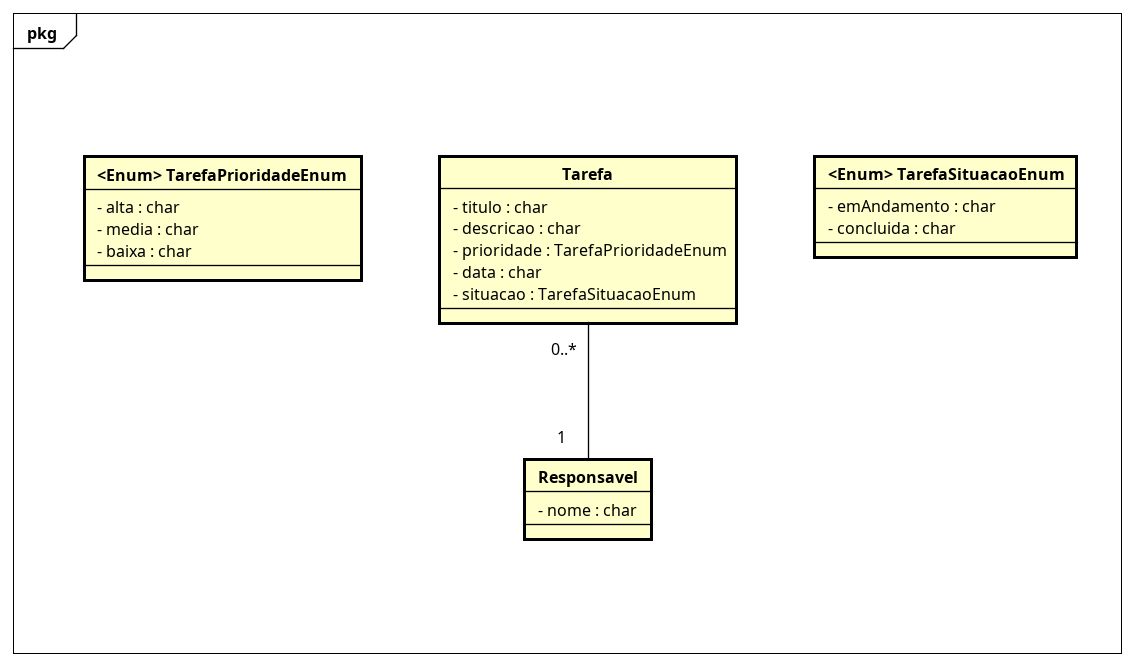 pkg
<Enum> TarefaPrioridadeEnum
- alta : char
- media : char
- baixa : char
Tarefa
- titulo : char
- descricao : char
- prioridade : TarefaPrioridadeEnum
- data : char
- situacao : TarefaSituacaoEnum
<Enum> TarefaSituacaoEnum
- emAndamento : char
- concluida : char
0..*
1
Responsavel
- nome : char